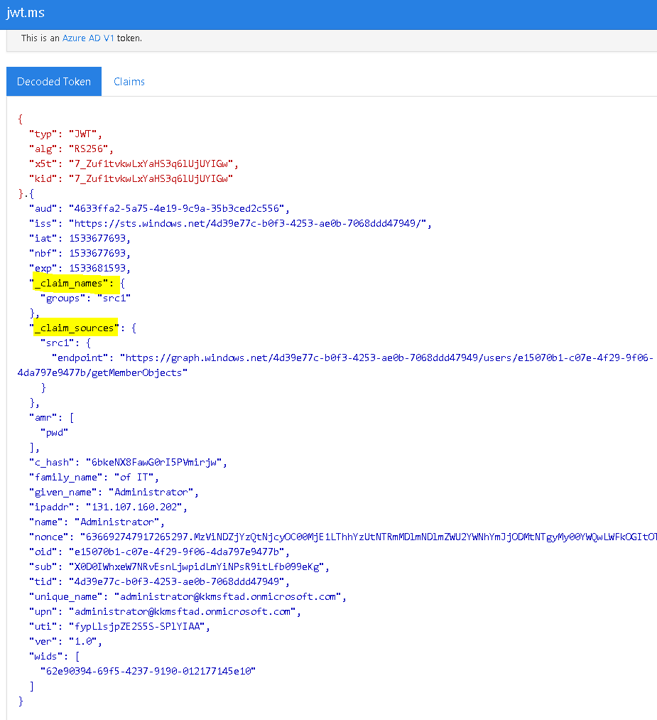 jwt.ms
This is an Azure AD V1 token.
Decoded Token Claims
{
"typ": "JWT",
"alg": "RS256",
"x5t": "7_Zuf1tvkwLxYaHS3q6lUjUYIGw",
"kid": "7_Zuf1tvkwLxYaHS3q6lUjUYIGw"
}.{
"aud": "4633ffa2-5a75-4e19-9c9a-35b3ced2c556",
"iss": "https://sts.windows.net/4d39e77c-b0f3-4253-ae0b-7068ddd47949/",
"iat": 1533677693,
"nbf": 1533677693,
"exp": 1533681593,
"_claim_names": {
"groups": "src1"
},
"_claim_sources": {
"src1": {
"endpoint": "https://graph.windows.net/4d39e77c-b0f3-4253-ae0b-7068ddd47949/users/e15070b1-c07e-4f29-9f06-
4da797e9477b/getMemberObjects"
}
},
"amr": [
"pwd"
],
"c_hash": "6bkeNX8FawG0rI5PVmirjw",
"family_name": "of IT",
"given_name": "Administrator",
"ipaddr": "131.107.160.202",
"name": "Administrator",
"nonce":
"oid": "e15070b1-c07e-4f29-9f06-4da797e9477b",
"sub": "X0D0IWhxeW7NRvEsnLjwpidLmYiNPsR9itLfb099eKg",
"tid": "4d39e77c-b0f3-4253-ae0b-7068ddd47949",
"unique_name": "administrator@kkmsftad.onmicrosoft.com",
"upn": "administrator@kkmsftad.onmicrosoft.com",
"uti": "fypLlsjpZE2S5S-SPlYIAA",
"ver": "1.0",
"wids": [
"62e90394-69f5-4237-9190-012177145e10"
]
}